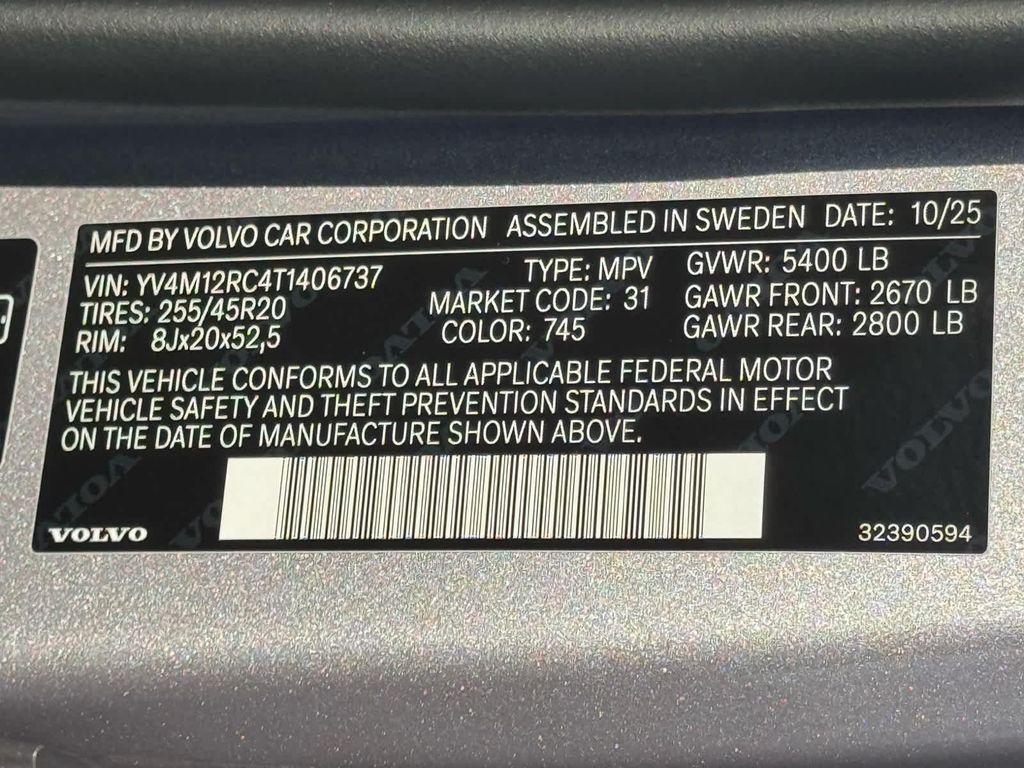 MFD BY VOLVO CAR CORPORATION ASSEMBLED IN SWEDEN DATE: 10/25
VIN: YV4M12RC4T1406737 TYPE: MPV GVWR: 5400 LB
TIRES: 255/45R20 MARKET CODE: 31 GAWR FRONT: 2670 LB
RIM: 8Jx20x52,5 COLOR: 745 GAWR REAR: 2800 LB
THIS VEHICLE CONFORMS TO ALL APPLICABLE FEDERAL MOTOR
VEHICLE SAFETY AND THEFT PREVENTION STANDARDS IN EFFECT
ON THE DATE OF MANUFACTURE SHOWN ABOVE.
VOLVO 32390594